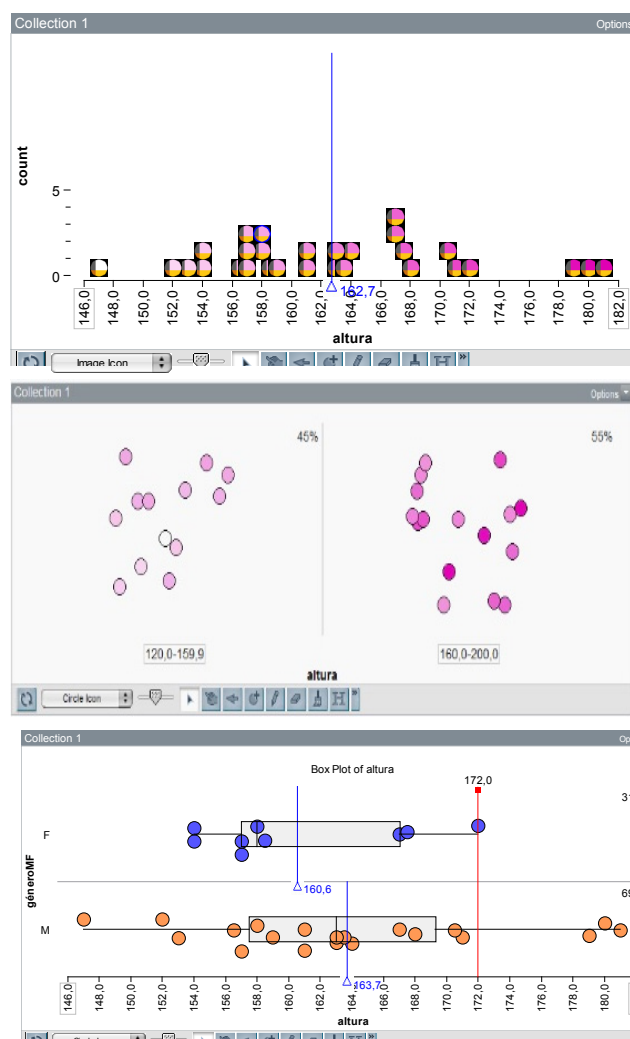 Collection 1 Options
count
5
0
146,0 148,0 150,0 152,0 154,0 156,0 158,0 160,0 162,0 164,0 166,0 168,0 170,0 172,0 174,0 176,0 178,0 180,0 182,0
162,7
altura
Image Icon
Collection 1 Options
45% 55%
120,0-159,9 160,0-200,0
altura
Circle Icon
Collection 1
Box Plot of altura
172,0
31
F
160,6
géneroMF
69
M
163,7
146,0 148,0 150,0 152,0 154,0 156,0 158,0 160,0 162,0 164,0 166,0 168,0 170,0 172,0 174,0 176,0 178,0 180,0
altura